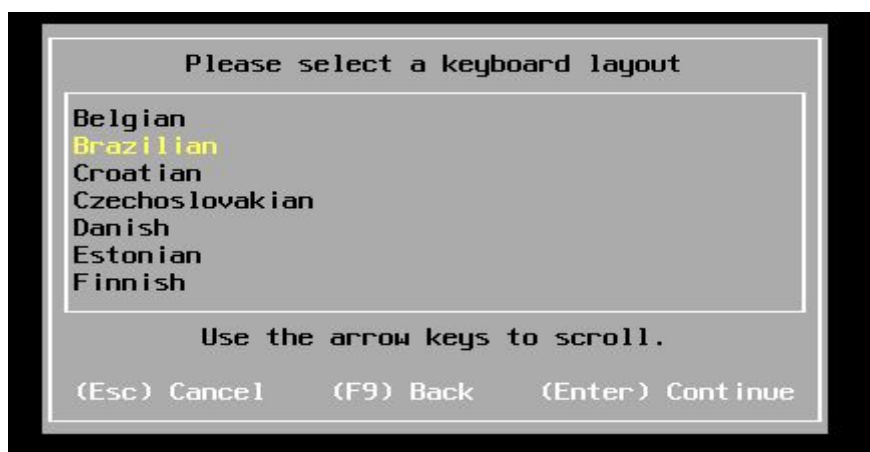 Please select a keyboard layout
Belgian
Brazilian
Croatian
Czechoslovakian
Danish
Estonian
Finnish
Use the arrow keys to scroll.
(Esc) Cancel (F9) Back (Enter) Continue